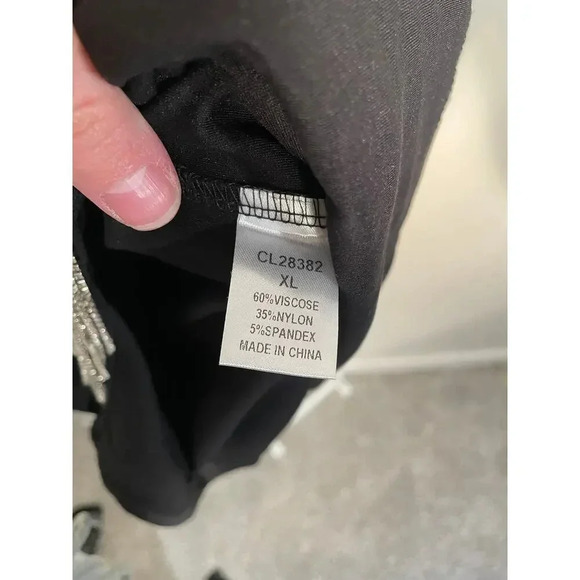 CL28382
XL
60%VISCOSE
35%NYLON
5%SPANDEX
MADE IN CHINA